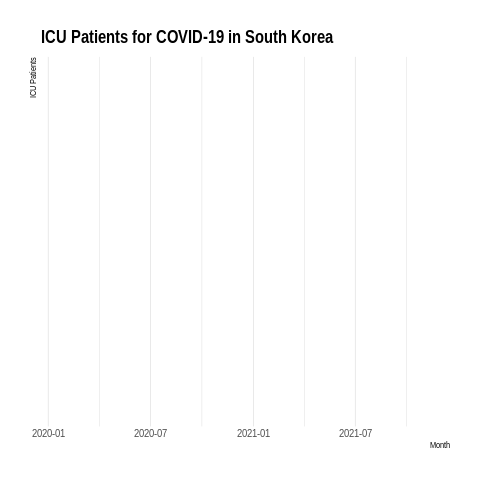 ICU Patients for COVID-19 in South Korea
ICU Patients
2020-01 2020-07 2021-01 2021-07
Month